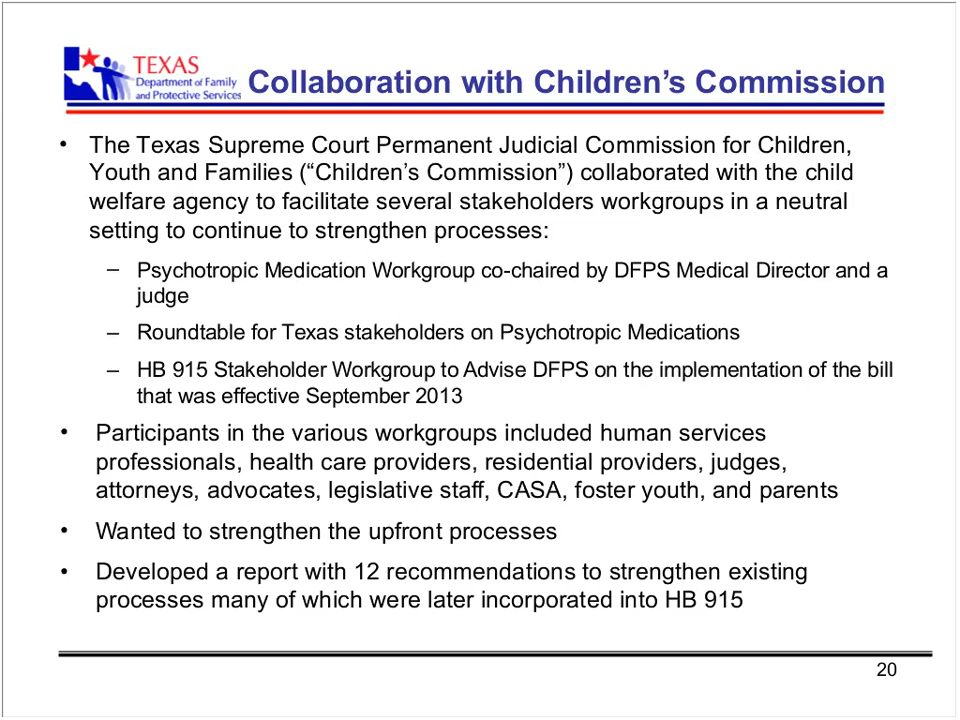 TEXAS
Department of Family
and Protective Services
Collaboration with Children’s Commission
• The Texas Supreme Court Permanent Judicial Commission for Children,
Youth and Families (“Children’s Commission”) collaborated with the child
welfare agency to facilitate several stakeholders workgroups in a neutral
setting to continue to strengthen processes:
– Psychotropic Medication Workgroup co-chaired by DFPS Medical Director and a
judge
– Roundtable for Texas stakeholders on Psychotropic Medications
– HB 915 Stakeholder Workgroup to Advise DFPS on the implementation of the bill
that was effective September 2013
• Participants in the various workgroups included human services
professionals, health care providers, residential providers, judges,
attorneys, advocates, legislative staff, CASA, foster youth, and parents
• Wanted to strengthen the upfront processes
• Developed a report with 12 recommendations to strengthen existing
processes many of which were later incorporated into HB 915
20